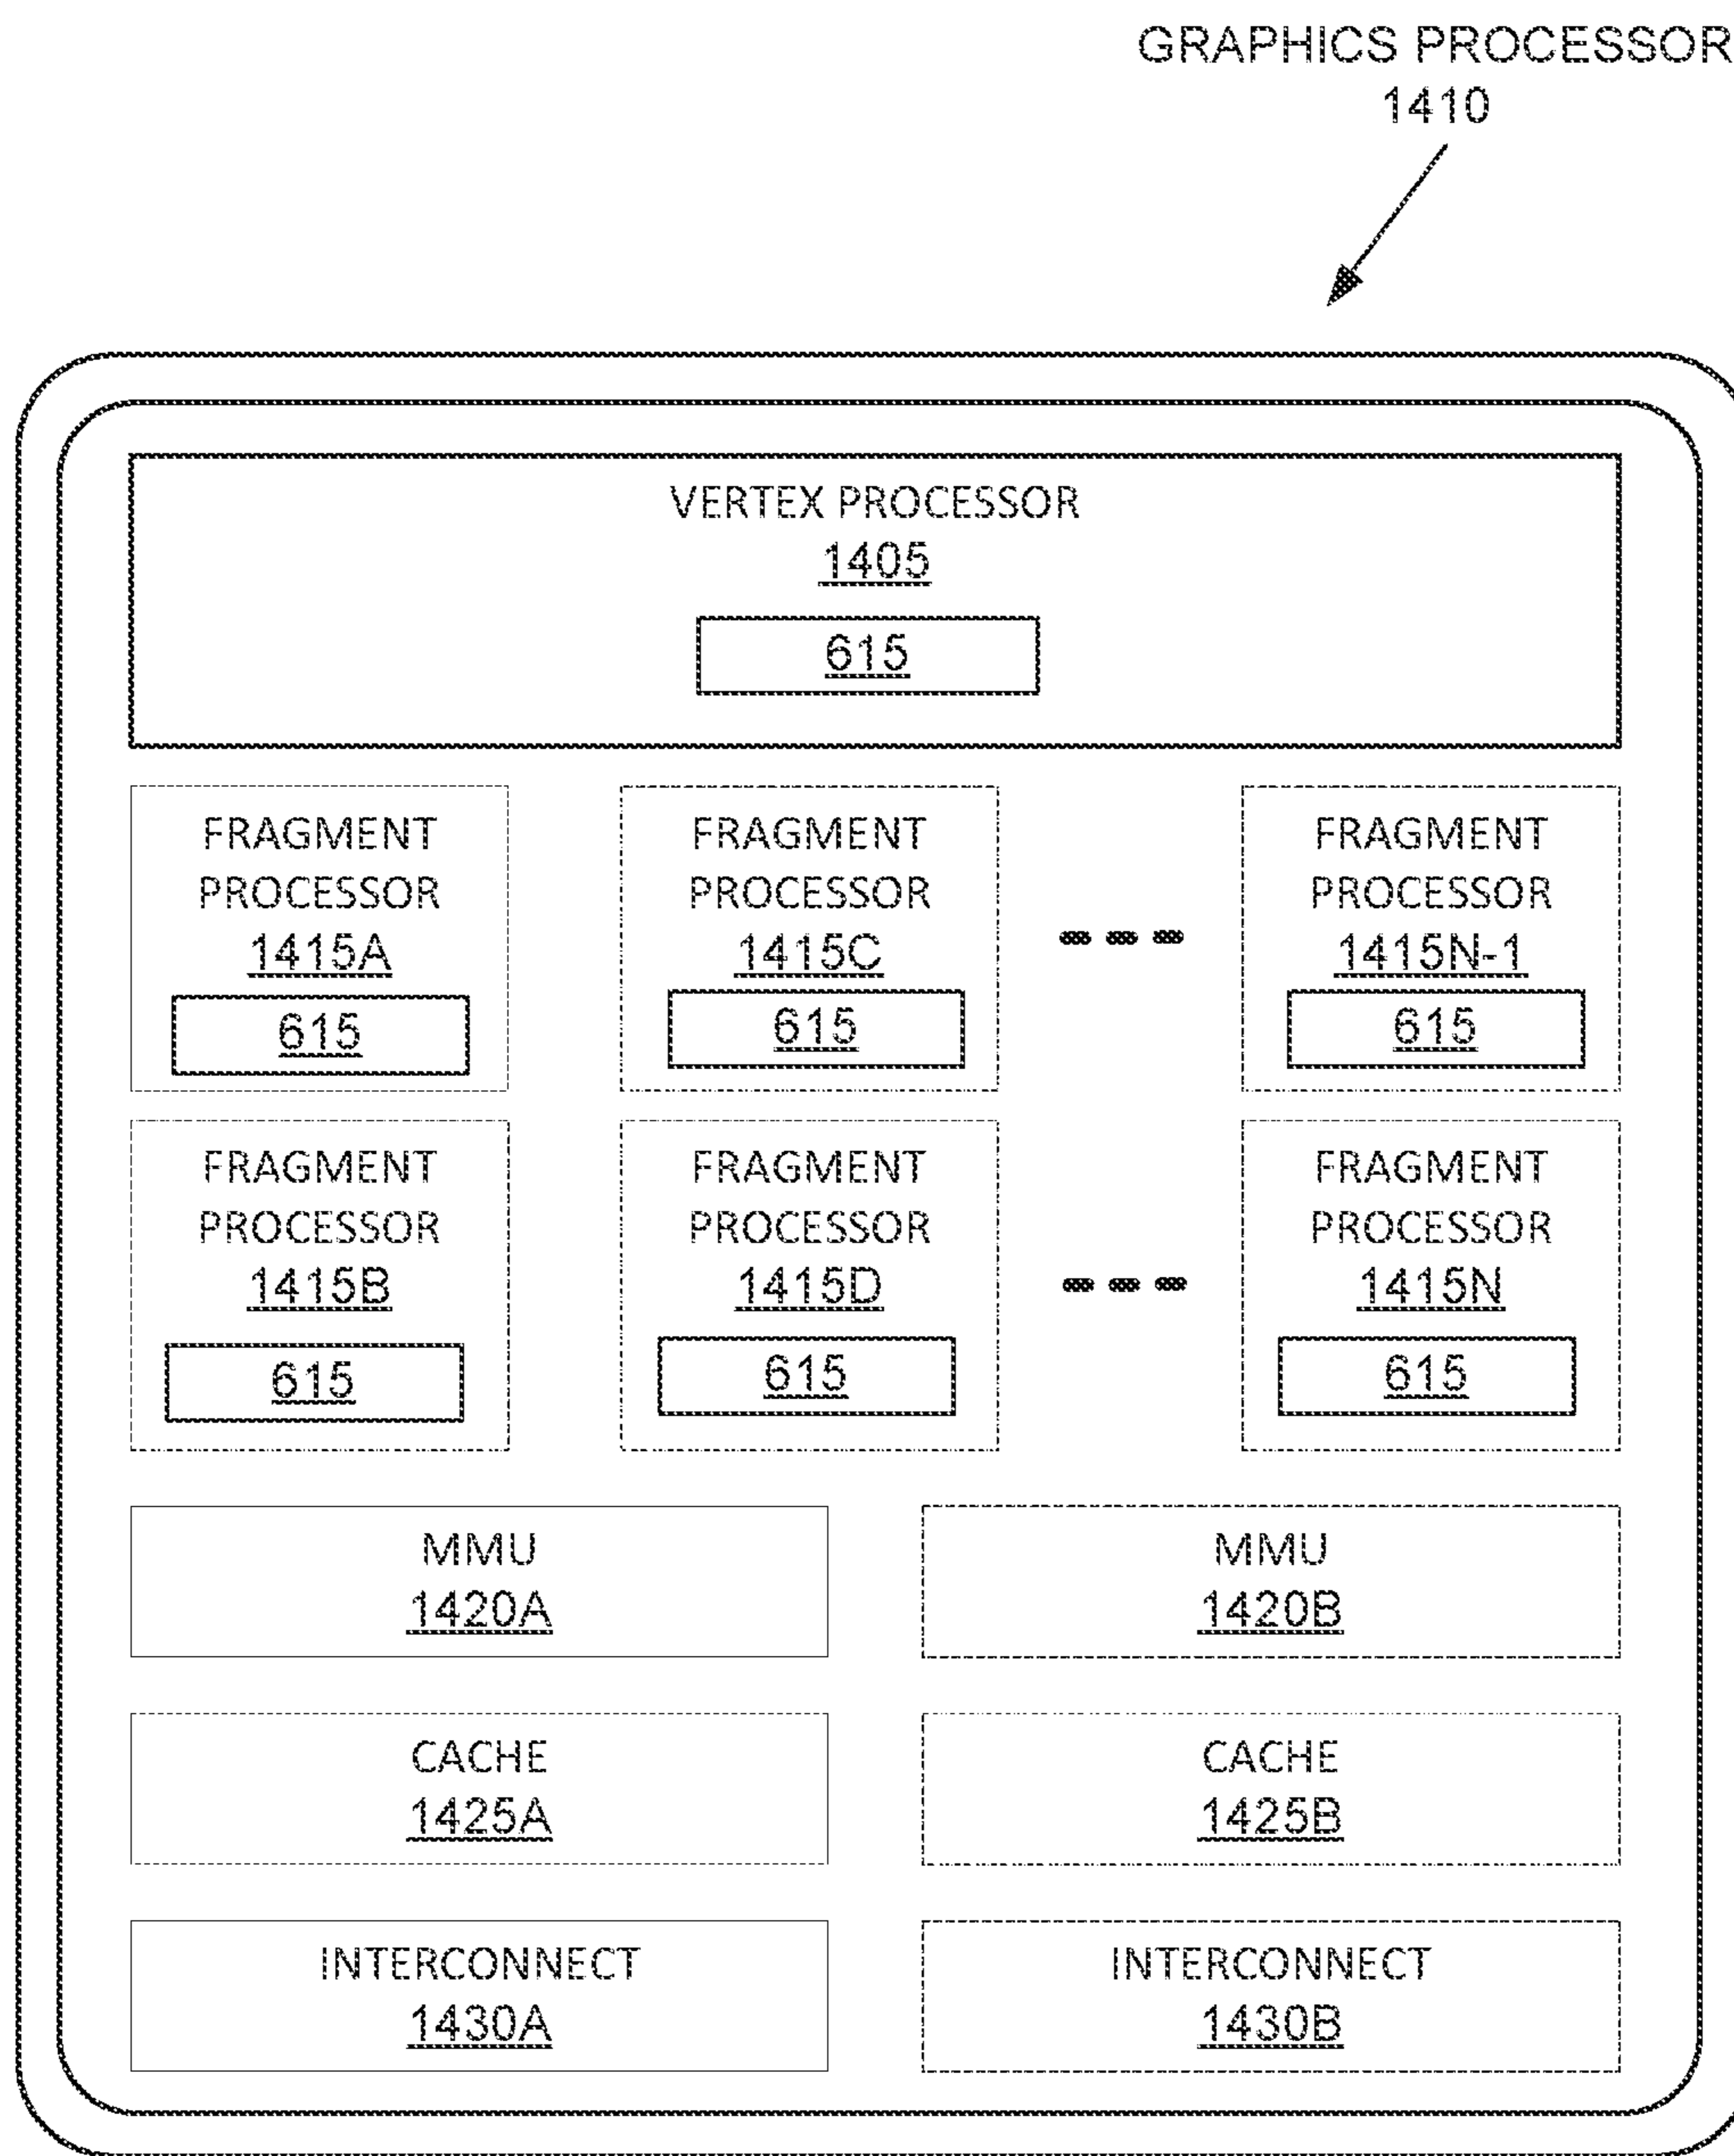 GRAPHICS PROCESSOR
1410
VERTEX PROCESSOR
1405
615
FRAGMENT
PROCESSOR
1415A
615
FRAGMENT
PROCESSOR
1415C
615
FRAGMENT
PROCESSOR
1415N-1
615
FRAGMENT
PROCESSOR
1415B
615
FRAGMENT
PROCESSOR
1415D
615
FRAGMENT
PROCESSOR
1415N
615
MMU
1420A
MMU
1420B
CACHE
1425A
CACHE
1425B
INTERCONNECT
1430A
INTERCONNECT
1430B